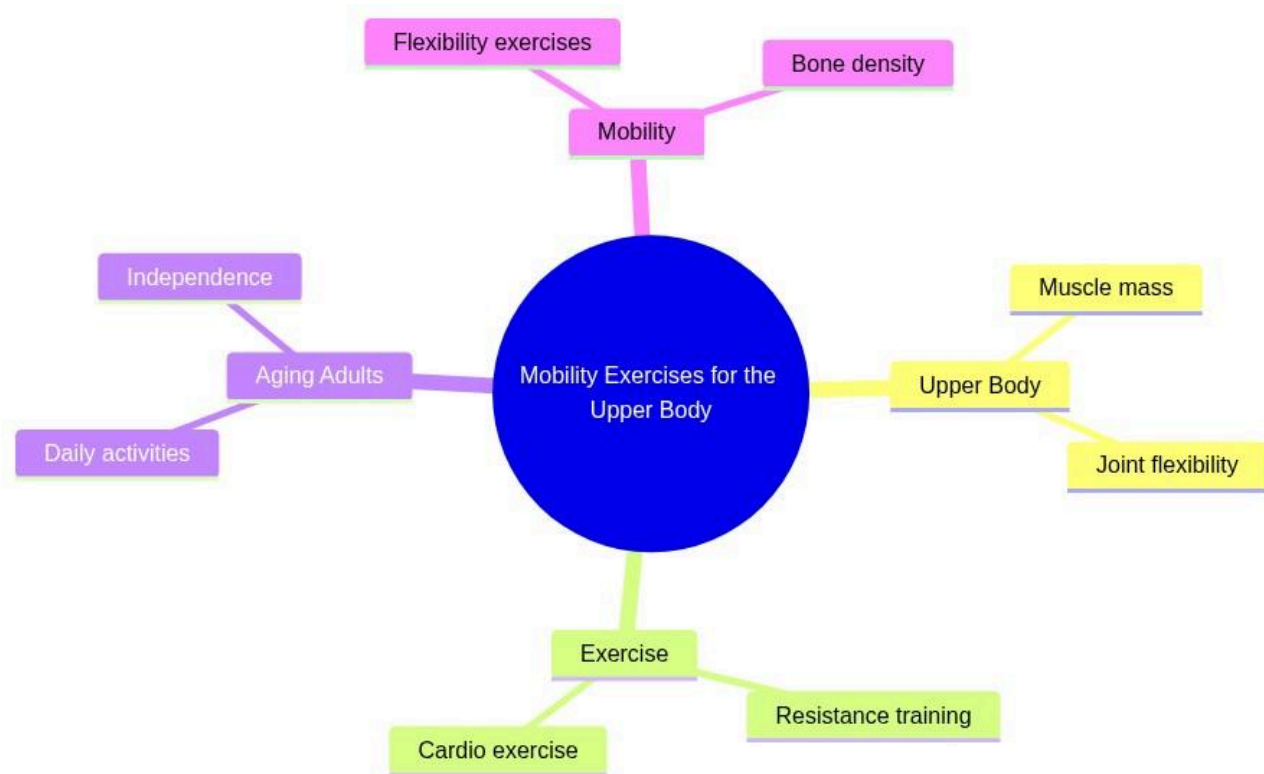 Flexibility exercises
Bone density
Mobility
Independence
Muscle mass
Aging Adults
Mobility Exercises for the
Upper Body
Upper Body
Daily activities
Joint flexibility
Exercise
Resistance training
Cardio exercise